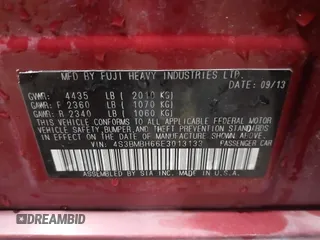 MFD BY FUJI HEAVY INDUSTRIES LTD.
DATE: 09/13
GVWR: 4435 LB ( 2010 KG)
GAWR: F 2360 LB ( 1070 KG)
GAWR: R 2340 LB ( 1060 KG)
THIS VEHICLE CONFORMS TO ALL APPLICABLE FEDERAL MOTOR
VEHICLE SAFETY, BUMPER, AND THEFT PREVENTION STANDARDS
IN EFFECT ON THE DATE OF MANUFACTURE SHOWN ABOVE.
VIN: 4S3BMBH66E3013133 PASSENGER CAR
ASSEMBLED BY SIA INC. MADE IN U.S.A.
DREAMBID